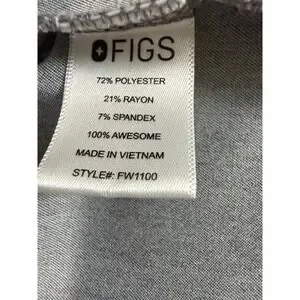 FIGS
72% POLYESTER
21% RAYON
7% SPANDEX
100% AWESOME
MADE IN VIETNAM
STYLE#: FW1100